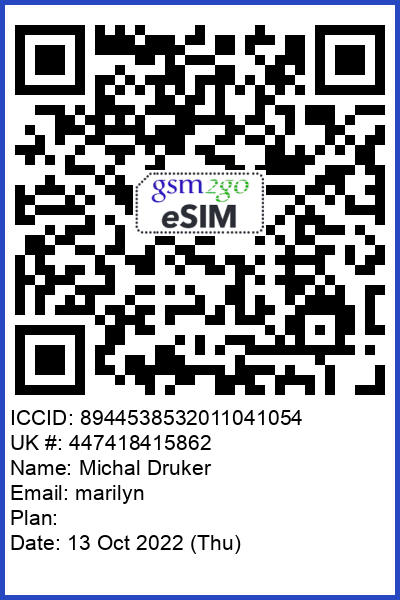 gsm2go
eSIM
ICCID: 8944538532011041054
UK #: 447418415862
Name: Michal Druker
Email: marilyn
Plan:
Date: 13 Oct 2022 (Thu)